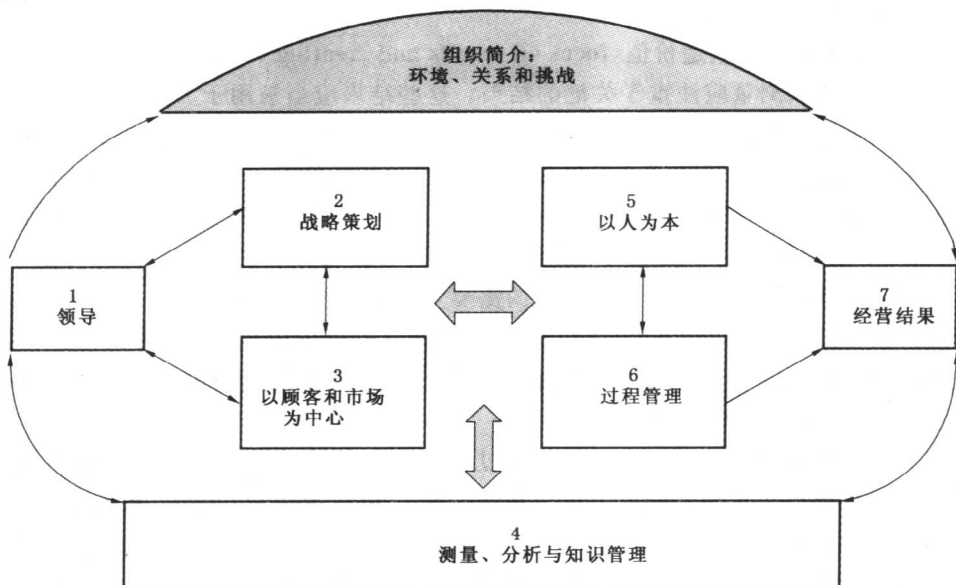 组织简介：
环境、关系和挑战
2
战略策划
5
以人为本
1
领导
7
经营结果
3
以顾客和市场
为中心
6
过程管理
4
测量、分析与知识管理